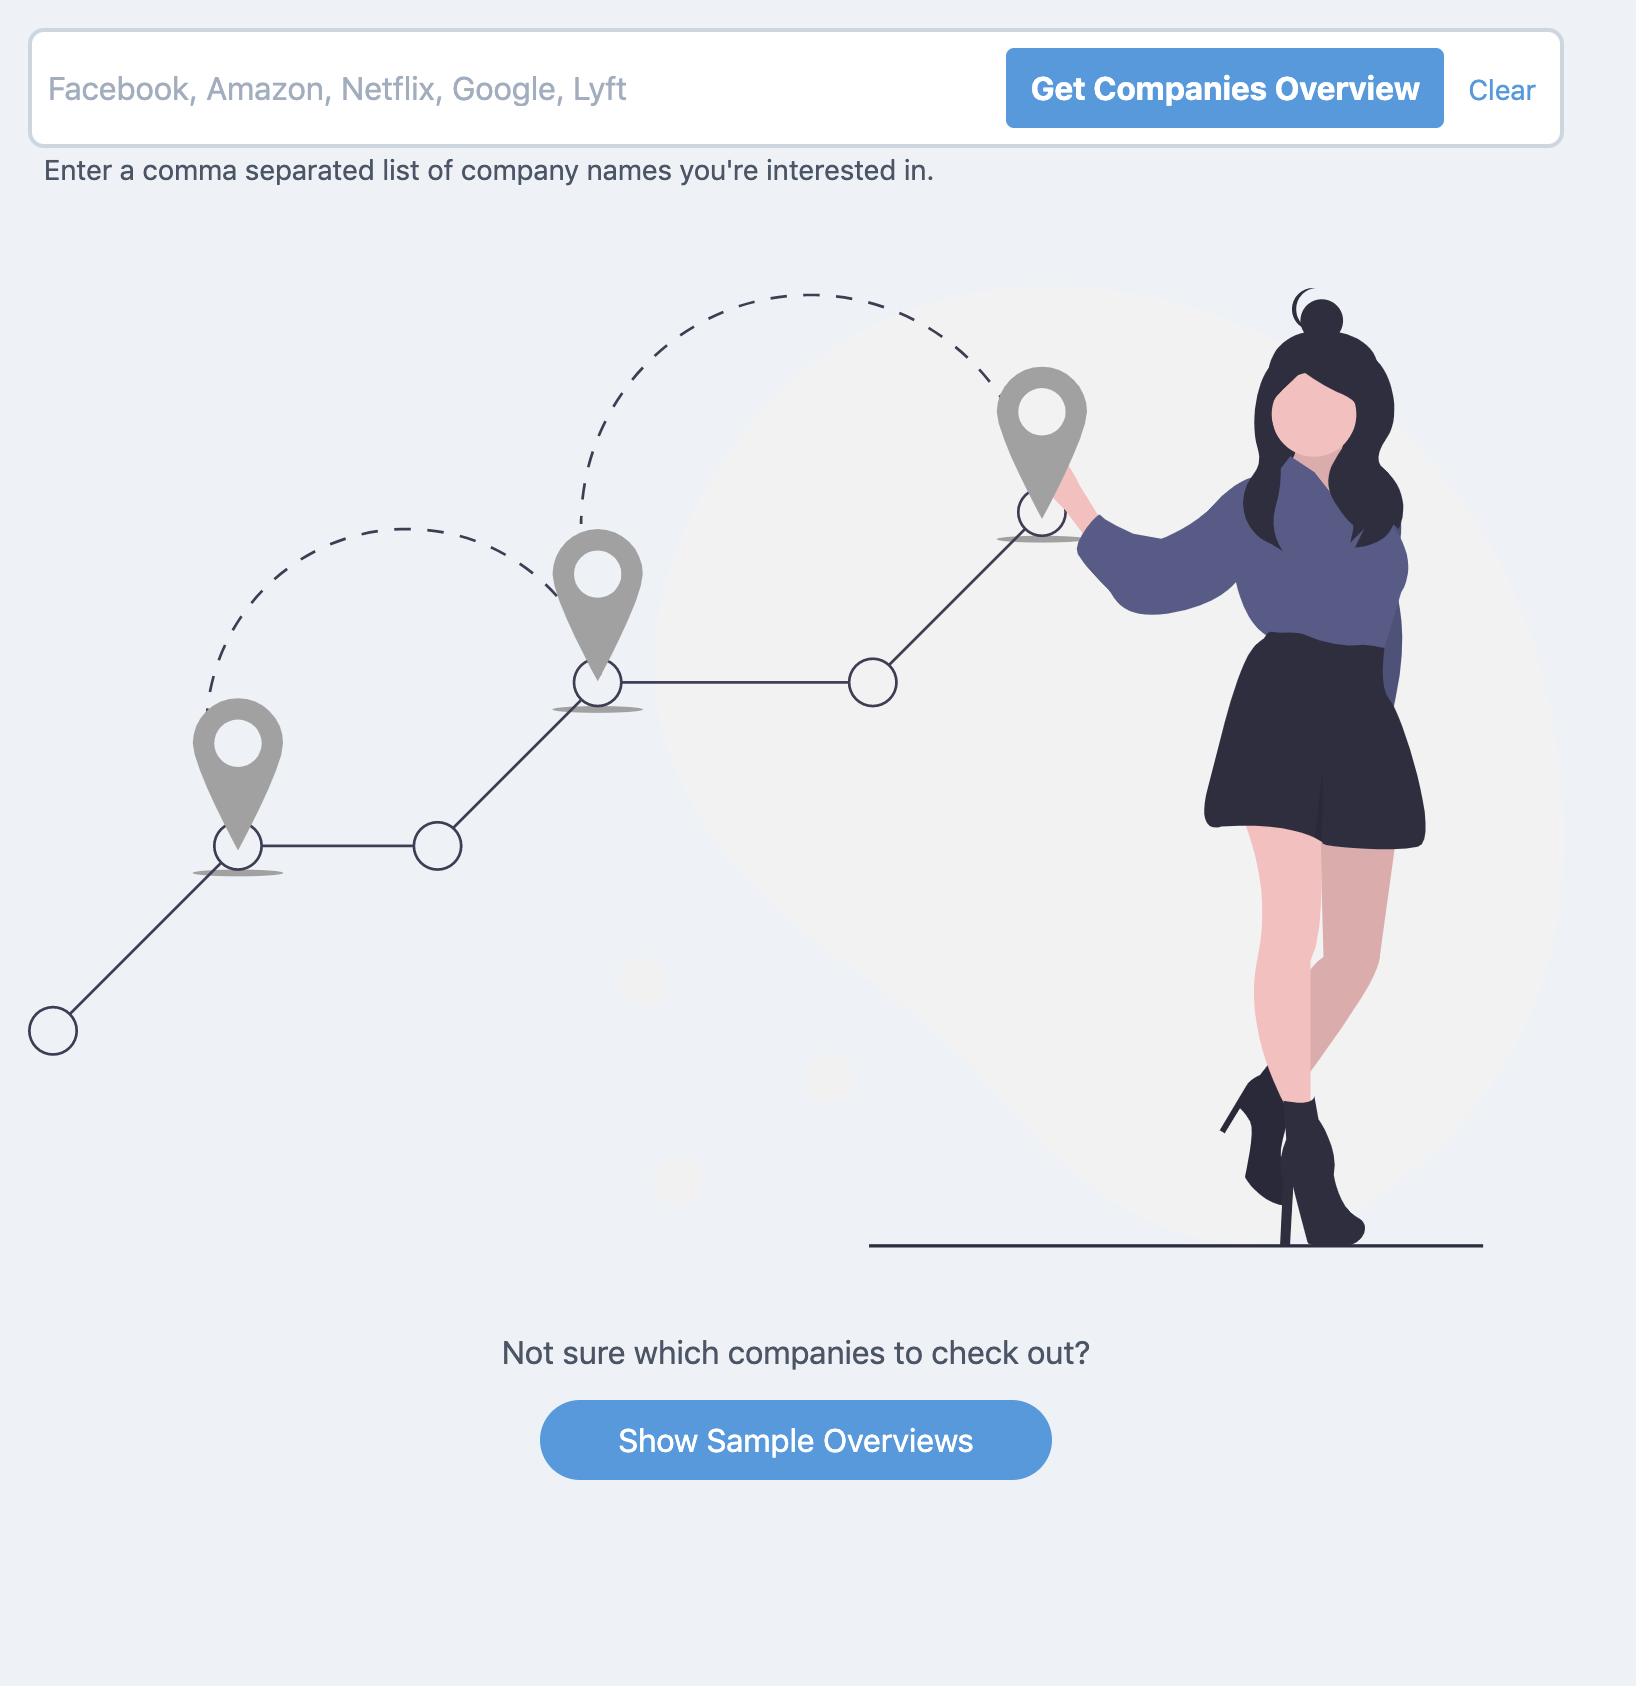 Facebook, Amazon, Netflix, Google, Lyft
Get Companies Overview
Clear
Enter a comma separated list of company names you're interested in.
Not sure which companies to check out?
Show Sample Overviews